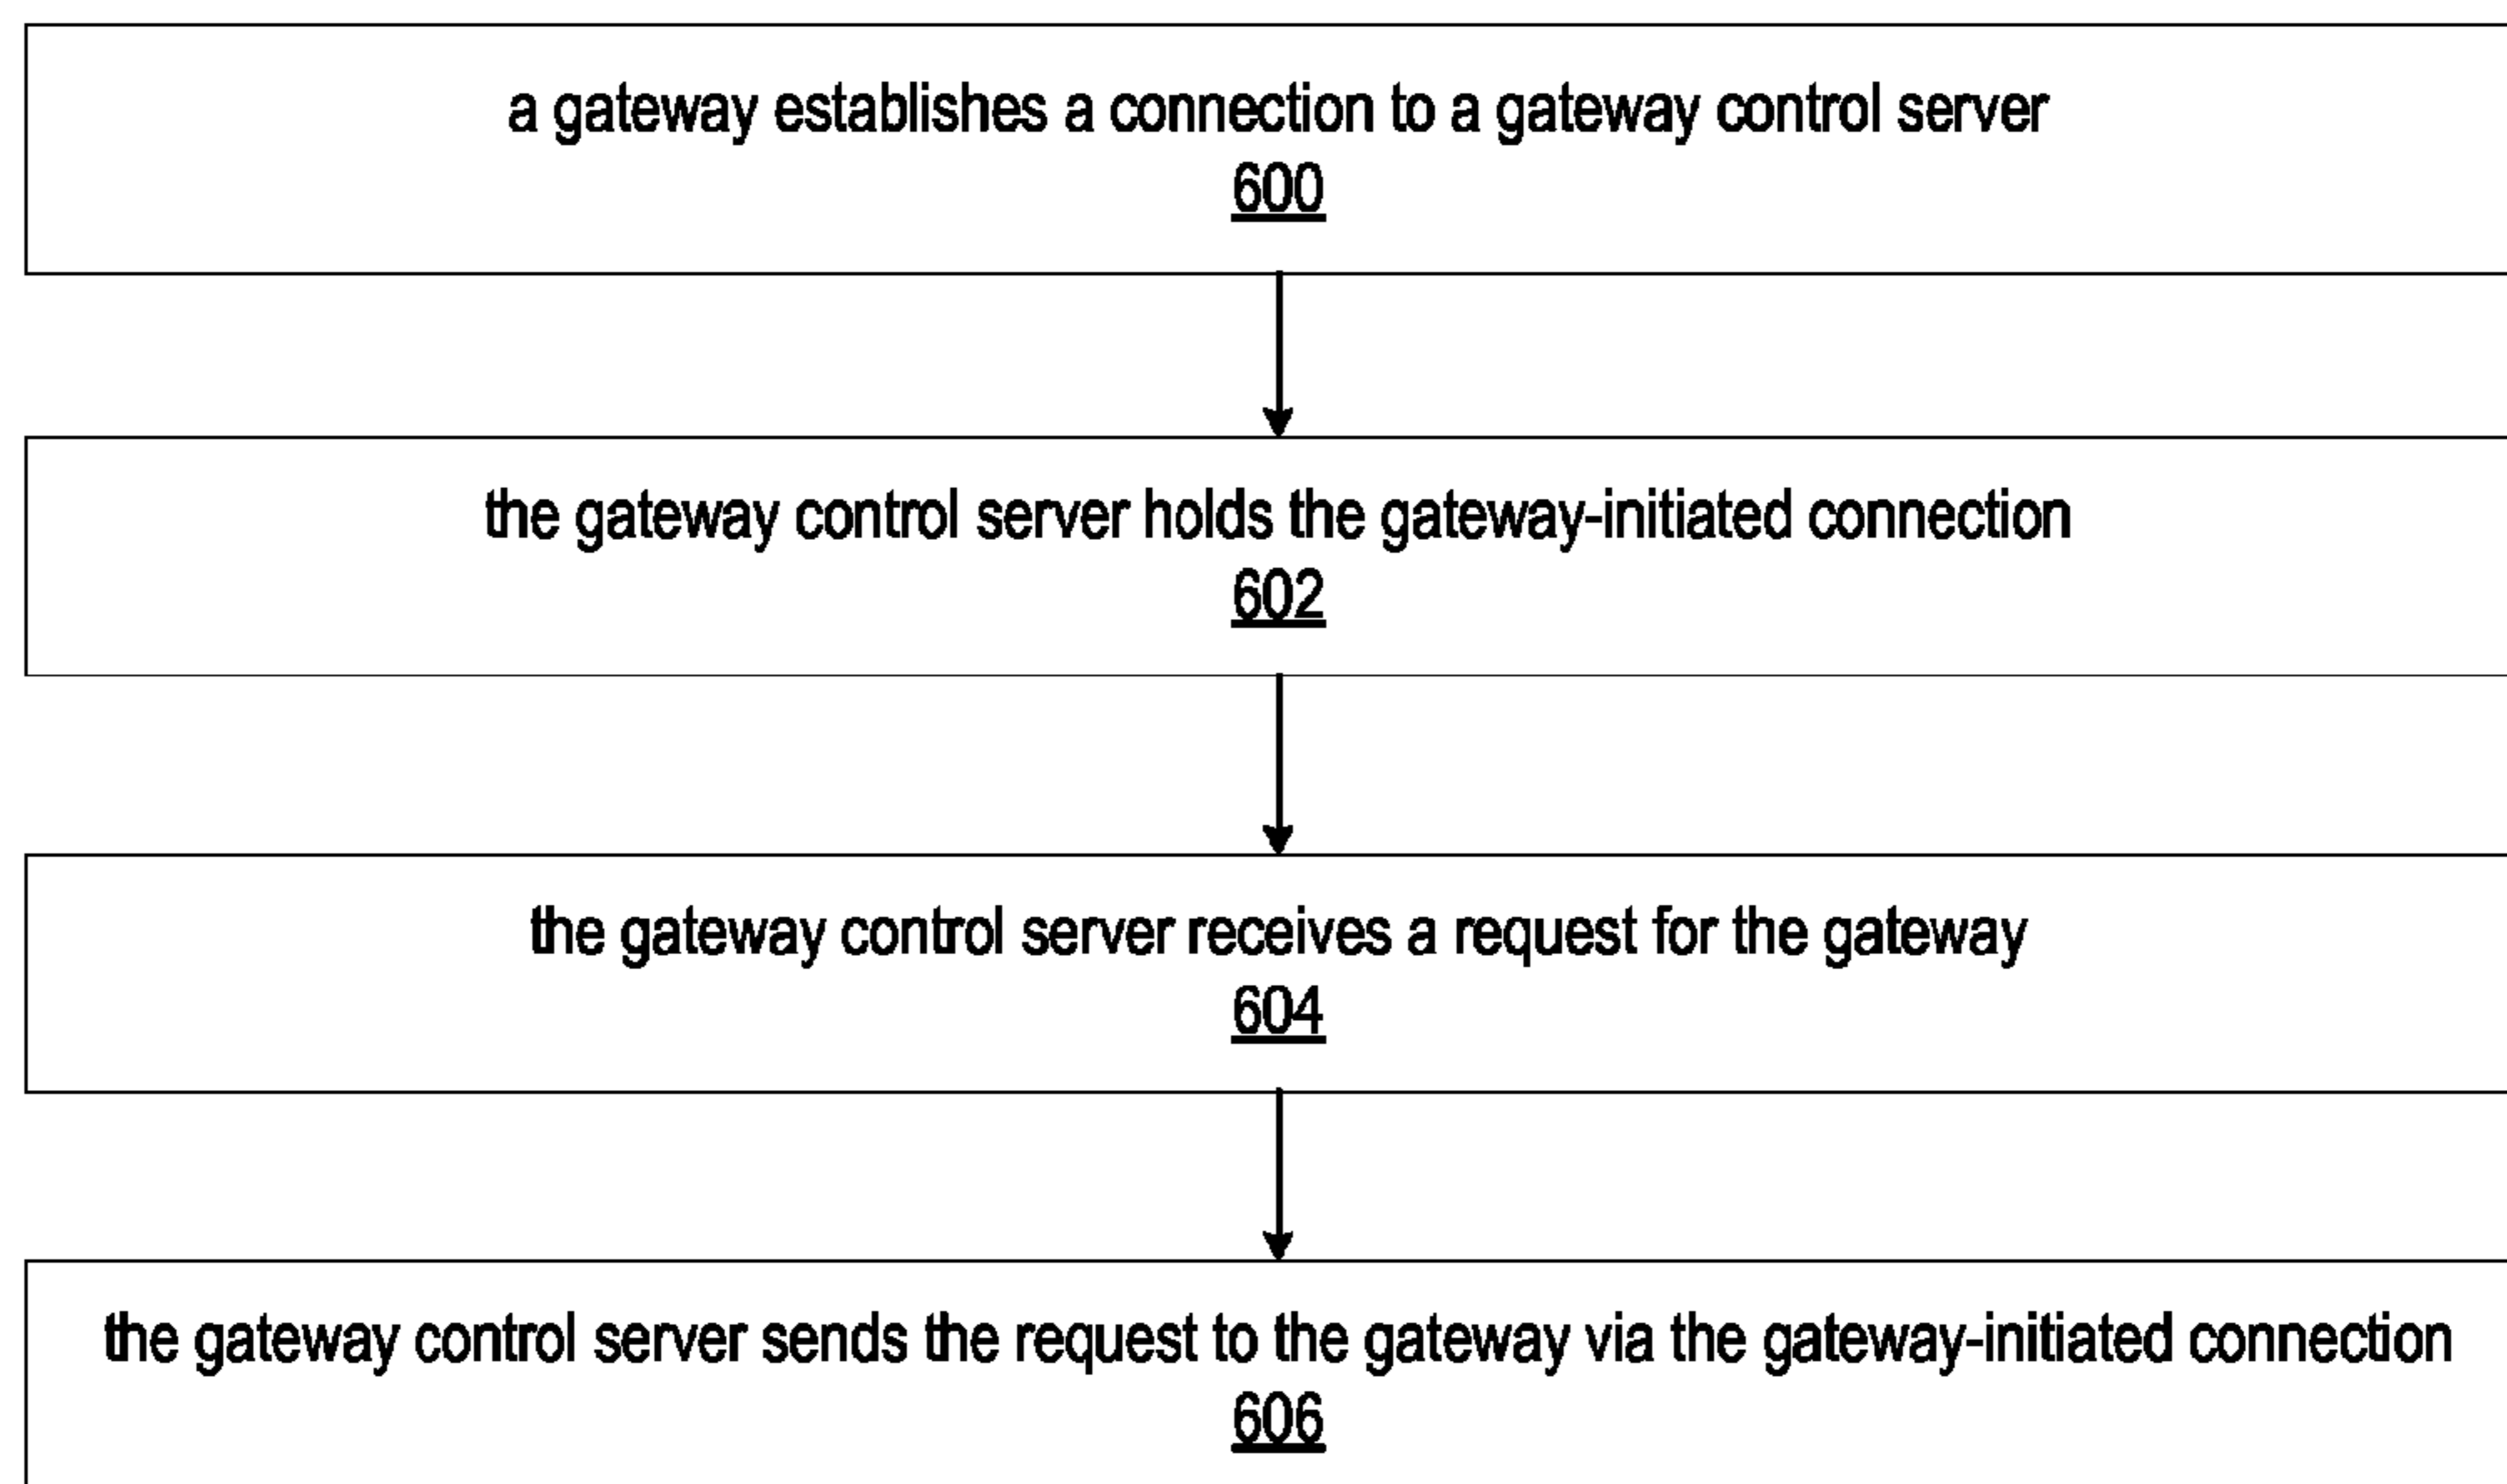 a gateway establishes a connection to a gateway control server
600
the gateway control server holds the gateway-initiated connection
602
the gateway control server receives a request for the gateway
604
the gateway control server sends the request to the gateway via the gateway-initiated connection
606